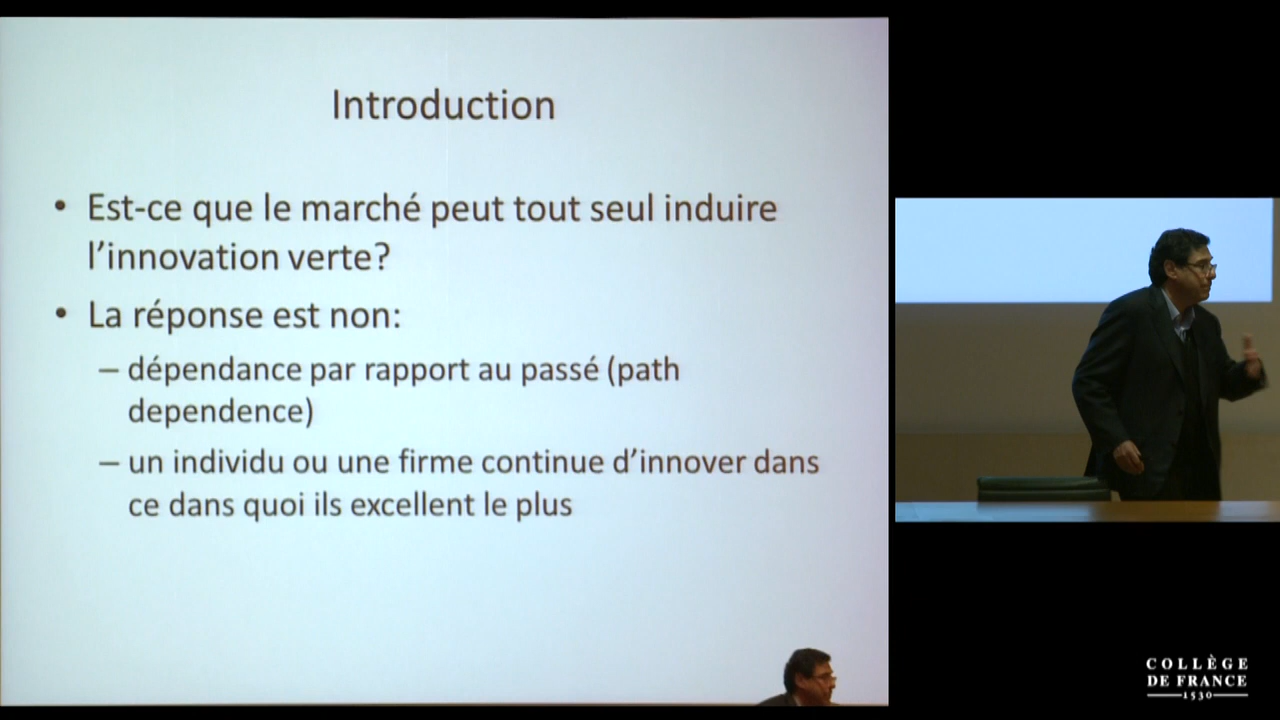 Introduction
• Est-ce que le marché peut tout seul induire
l’innovation verte?
• La réponse est non:
– dépendance par rapport au passé (path
dependence)
– un individu ou une firme continue d’innover dans
ce dans quoi ils excellent le plus
COLLÈGE
DE FRANCE
1530